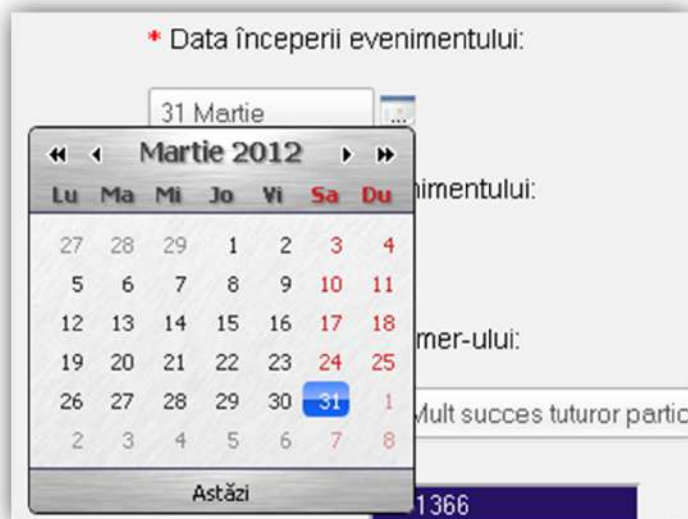 * Data începerii evenimentului:
31 Martie
...
Martie 2012
Lu Ma Mi Jo Vi Sa Du
27 28 29 1 2 3 4
5 6 7 8 9 10 11
12 13 14 15 16 17 18
19 20 21 22 23 24 25
26 27 28 29 30 31 1
2 3 4 5 6 7 8
Astăzi
nimentului:
mer-ului:
Mult succes tuturor partic
1366